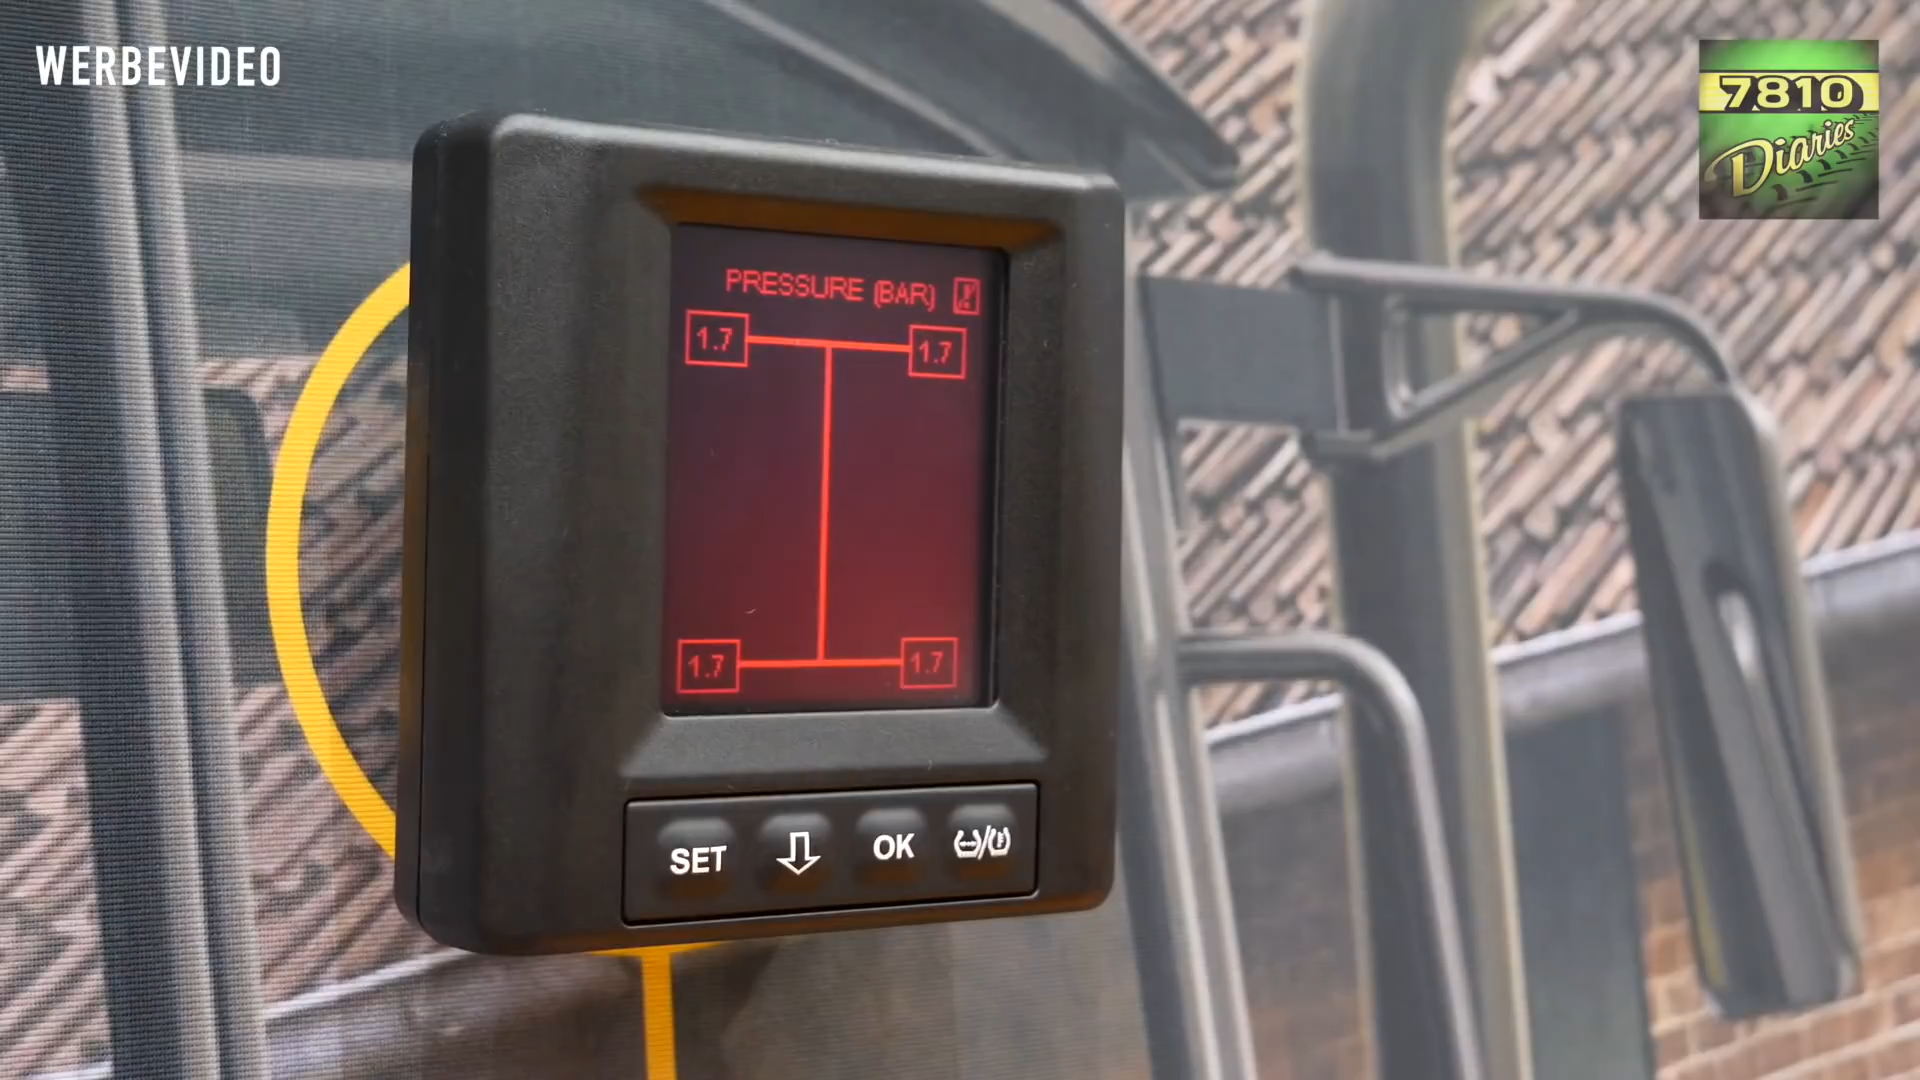 WERBEVIDEO
7810
Diaries
PRESSURE (BAR)
1.7 1.7
1.7 1.7
SET OK